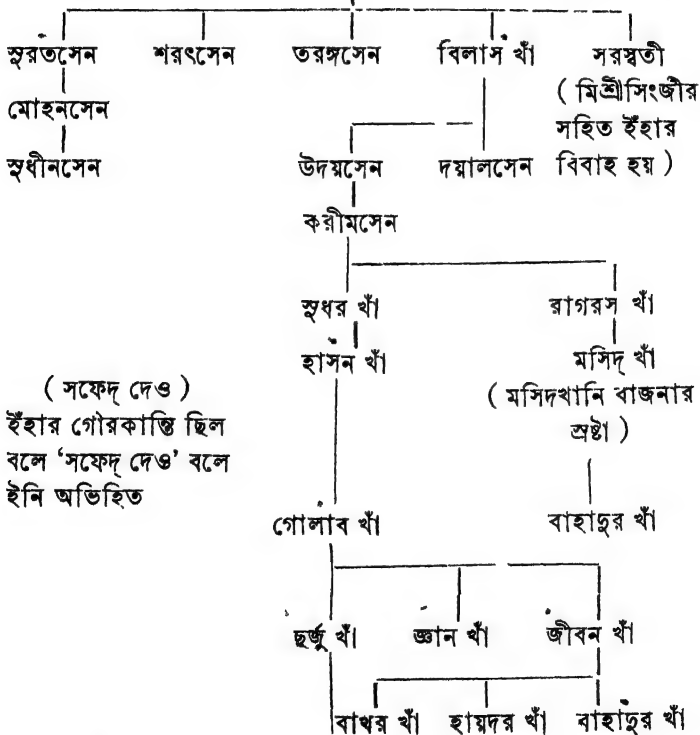 সুরতসেন শরৎসেন তরঙ্গসেন বিলাস খাঁ সরস্বতী
মোহনসেন ( মিশ্রীসিংজীর
সহিত ইঁহার
সুধীনসেন উদয়সেন দয়ালসেন বিবাহ হয় )
করীমসেন
সুধর খাঁ রাগরস খাঁ
হাসন খাঁ মসিদ্ খাঁ
( সফেদ্ দেও ) ( মসিদখানি বাজনার
ইঁহার গৌরকান্তি ছিল স্রষ্টা )
বলে ‘সফেদ্ দেও’ বলে
ইনি অভিহিত
গোলাব খাঁ বাহাদুর খাঁ
ছর্জু খাঁ জ্ঞান খাঁ জীবন খাঁ
বাখর খাঁ হায়দর খাঁ বাহাদুর খাঁ